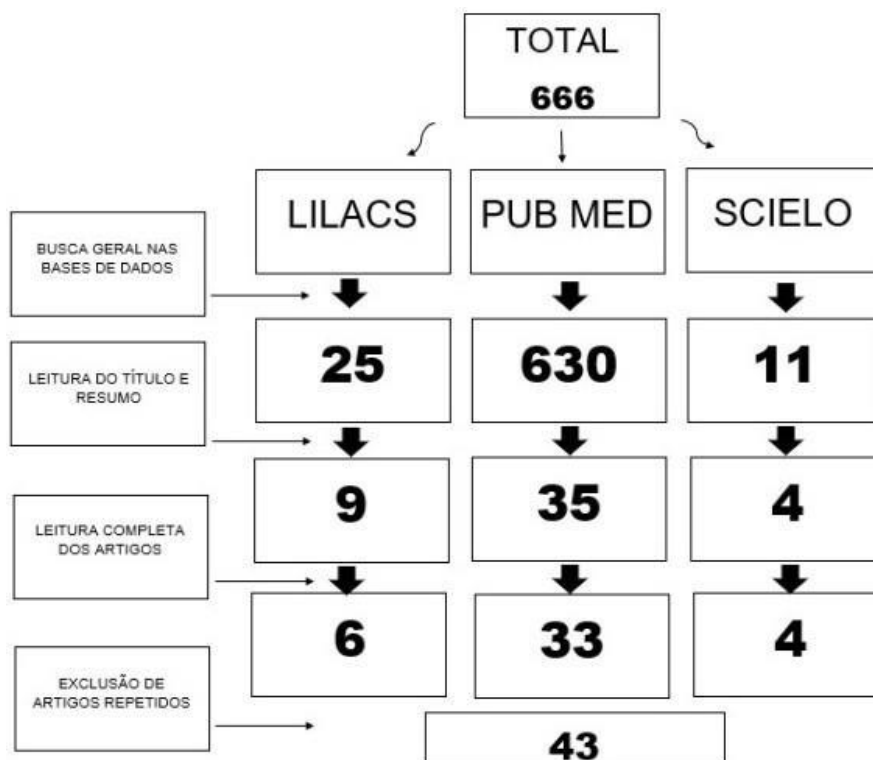 TOTAL
666
LILACS
PUB MED
SCIELO
BUSCA GERAL NAS
BASES DE DADOS
25
630
11
LEITURA DO TÍTULO E
RESUMO
9
35
4
LEITURA COMPLETA
DOS ARTIGOS
6
33
4
EXCLUSÃO DE
ARTIGOS REPETIDOS
43